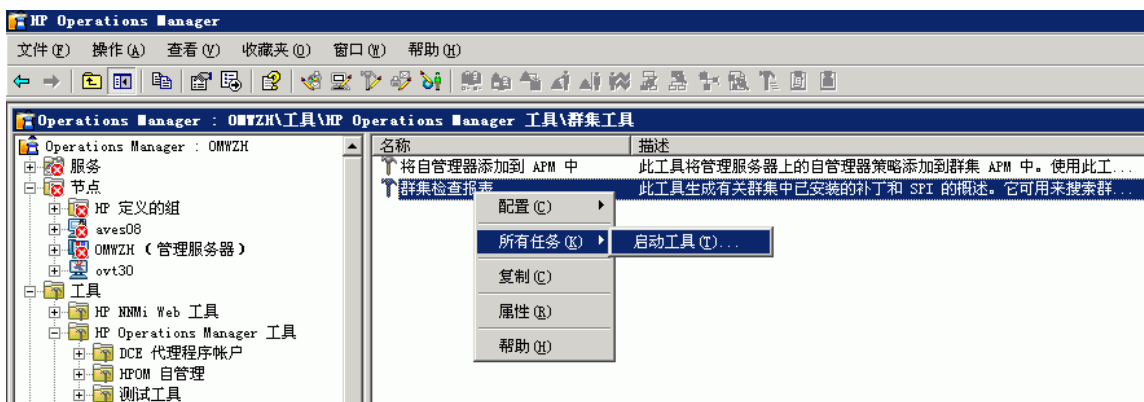 HP Operations Manager
文件(F) 操作(A) 查看(V) 收藏夹(O) 窗口(W) 帮助(H)
Operations Manager : OMWZH\工具\HP Operations Manager 工具\群集工具
Operations Manager : OMWZH
服务
节点
HP 定义的组
aves08
OMWZH (管理服务器)
ovt30
工具
HP NNMi Web 工具
HP Operations Manager 工具
DCE 代理程序帐户
HPOM 自管理
测试工具
名称 描述
将自管理器添加到 APM 中 此工具将管理服务器上的自管理器策略添加到群集 APM 中。使用此工...
群集检查报表 此工具生成有关群集中已安装的补丁和 SPI 的概述。它可用来搜索群...
配置(C)
所有任务(K) 启动工具(T)...
复制(C)
属性(R)
帮助(H)